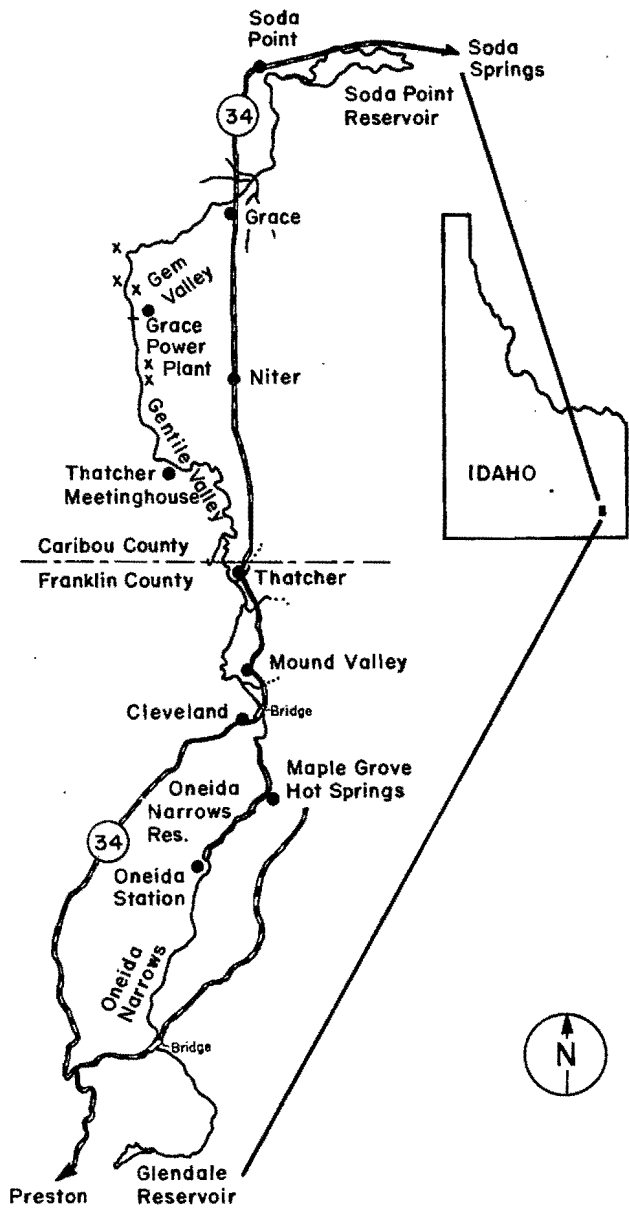 Soda
Point
Soda
Springs
Soda Point
Reservoir
34
Grace
Gem
Valley
Grace
Power
Plant
Niter
Gentile Valley
Thatcher
Meetinghouse
IDAHO
Caribou County
Franklin County
Thatcher
Mound Valley
Cleveland
Bridge
Maple Grove
Hot Springs
Oneida
Narrows
Res.
34
Oneida
Station
Oneida
Narrows
N
Bridge
Glendale
Reservoir
Preston